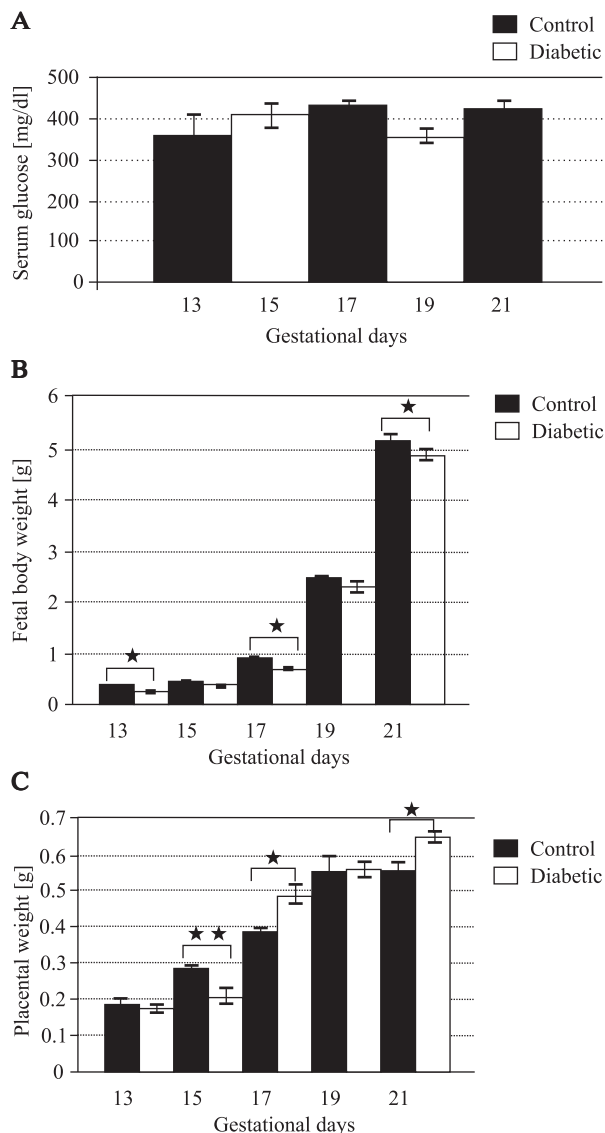 A
Control
Diabetic
Serum glucose [mg/dl]
500
400
300
200
100
0
13 15 17 19 21
Gestational days
B
Control
Diabetic
Fetal body weight [g]
6
5
4
3
2
1
0
13 15 17 19 21
Gestational days
C
Control
Diabetic
Placental weight [g]
0.7
0.6
0.5
0.4
0.3
0.2
0.1
0
13 15 17 19 21
Gestational days